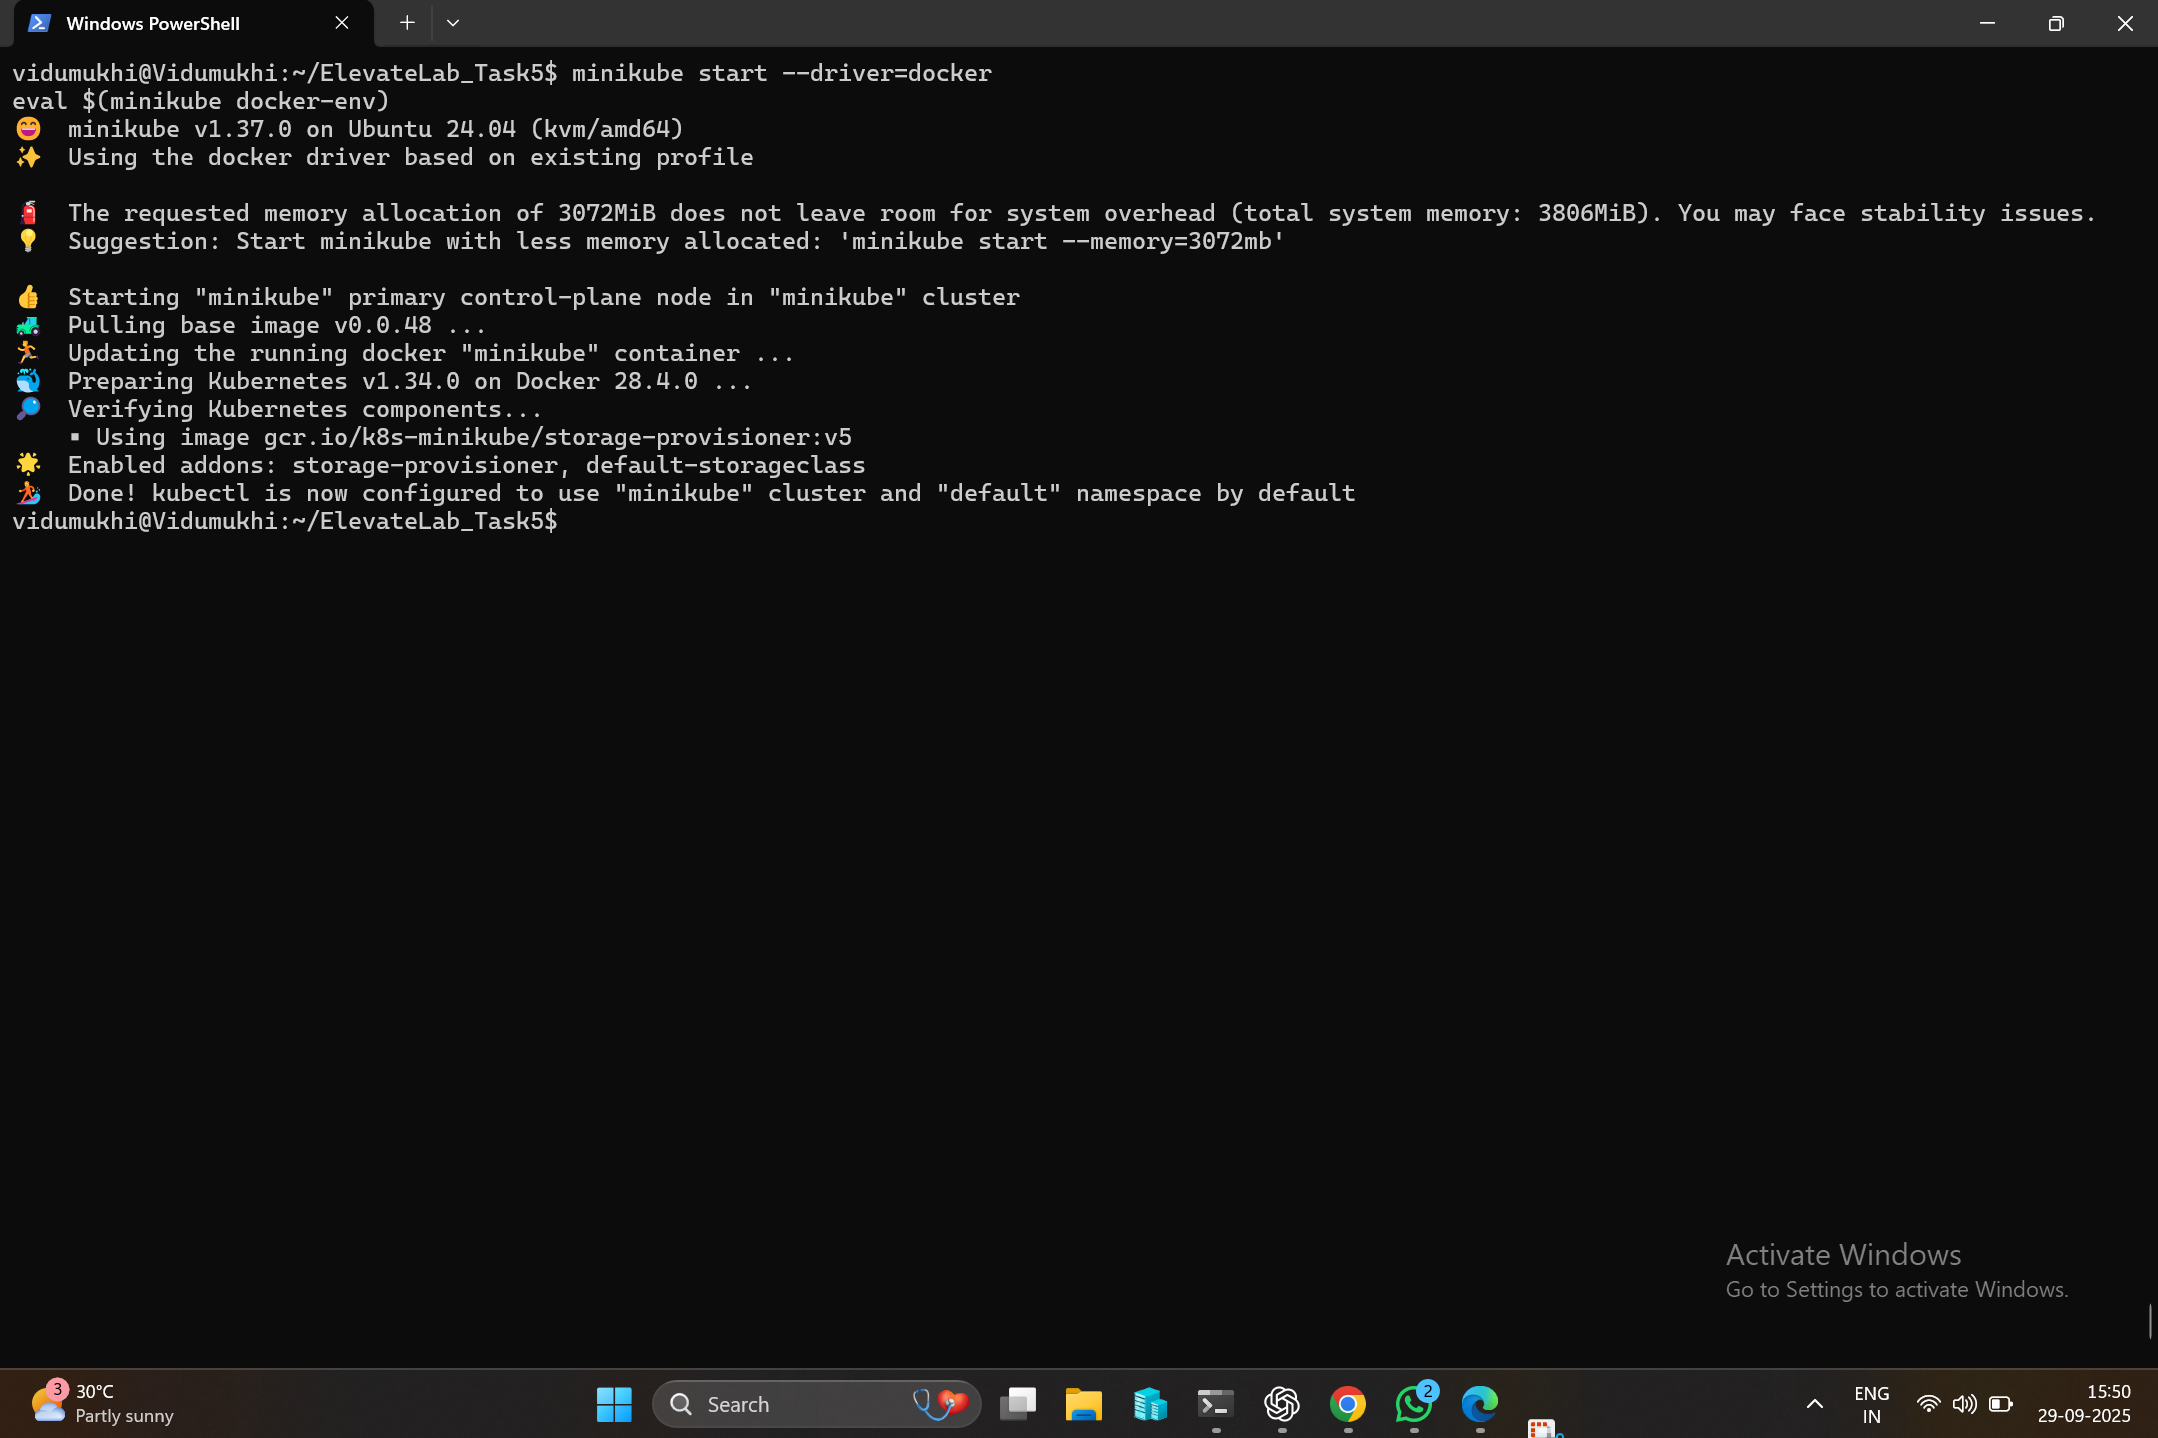 Windows PowerShell
vidumukhi@Vidumukhi:~/ElevateLab_Task5$ minikube start --driver=docker
eval $(minikube docker-env)
😄 minikube v1.37.0 on Ubuntu 24.04 (kvm/amd64)
✨ Using the docker driver based on existing profile
🧯 The requested memory allocation of 3072MiB does not leave room for system overhead (total system memory: 3806MiB). You may face stability issues.
💡 Suggestion: Start minikube with less memory allocated: 'minikube start --memory=3072mb'
👍 Starting "minikube" primary control-plane node in "minikube" cluster
🚜 Pulling base image v0.0.48 ...
🏃 Updating the running docker "minikube" container ...
🐳 Preparing Kubernetes v1.34.0 on Docker 28.4.0 ...
🔎 Verifying Kubernetes components...
▪ Using image gcr.io/k8s-minikube/storage-provisioner:v5
🌟 Enabled addons: storage-provisioner, default-storageclass
🏄 Done! kubectl is now configured to use "minikube" cluster and "default" namespace by default
vidumukhi@Vidumukhi:~/ElevateLab_Task5$
Activate Windows
Go to Settings to activate Windows.
3
30°C
Partly sunny
Search
2
ENG
IN
15:50
29-09-2025